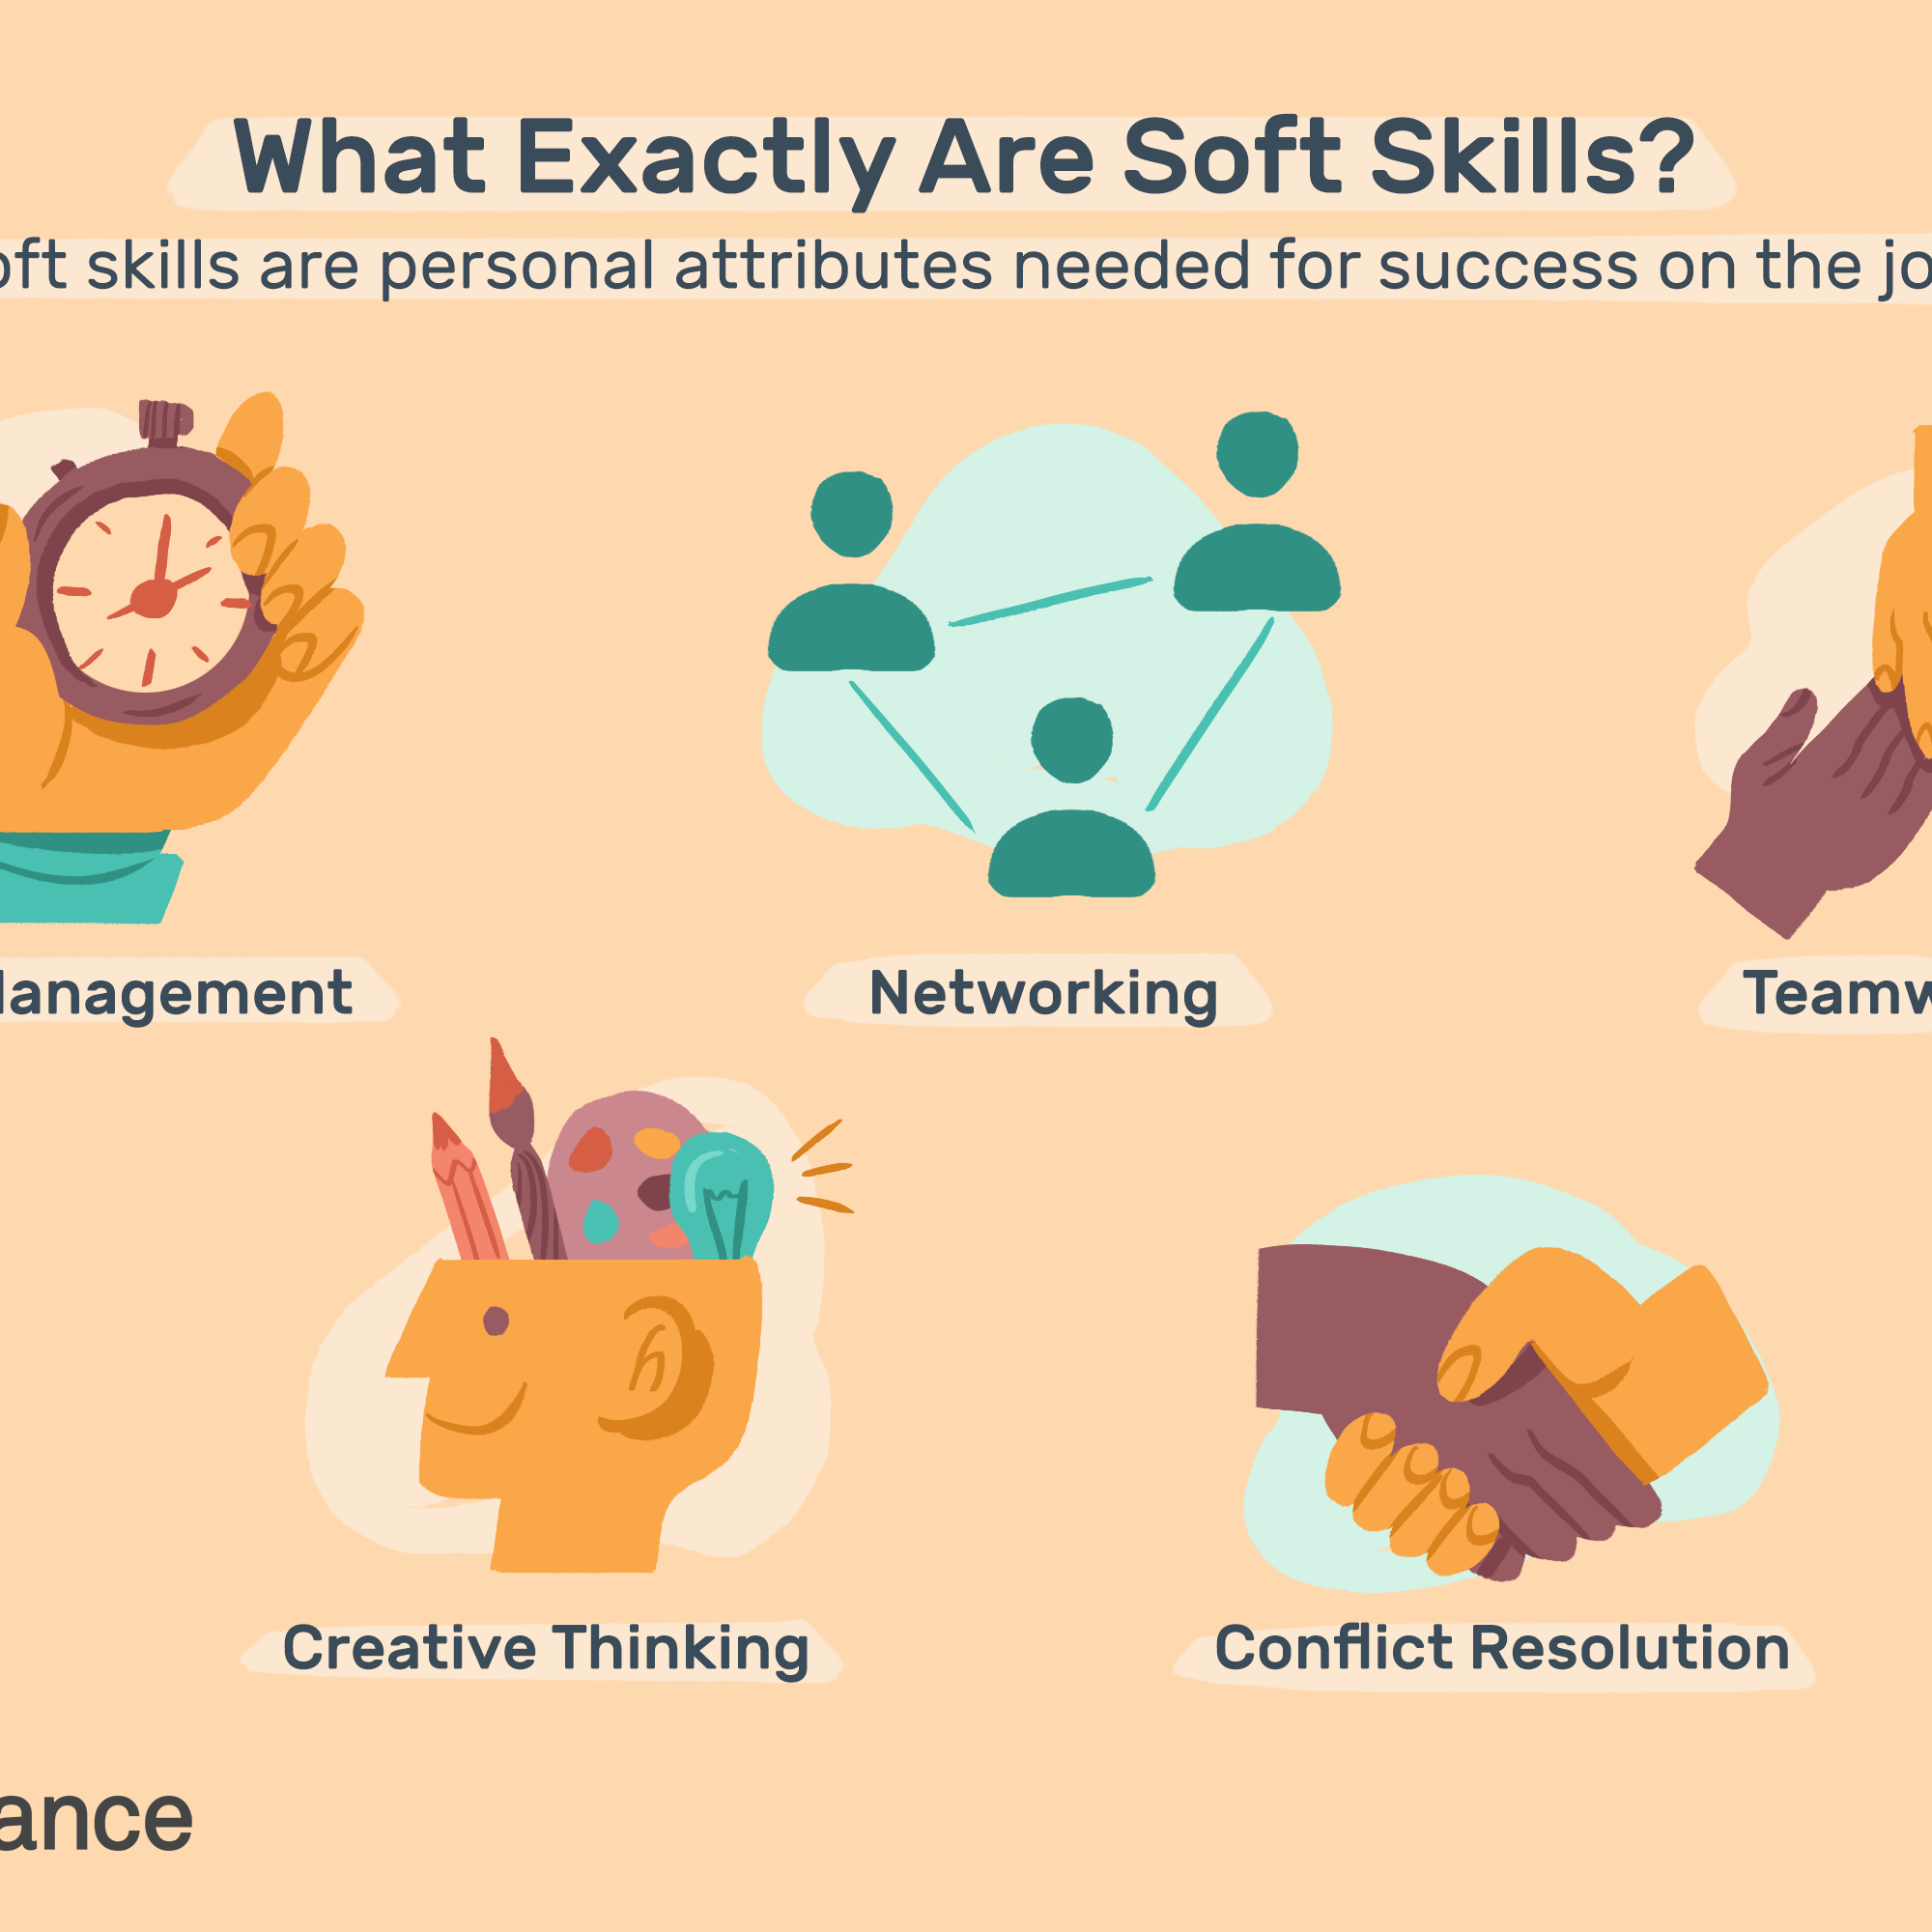 What Exactly Are Soft Skills?
oft skills are personal attributes needed for success on the jo
anagement
Networking
Teamw
Creative Thinking
Conflict Resolution
ance